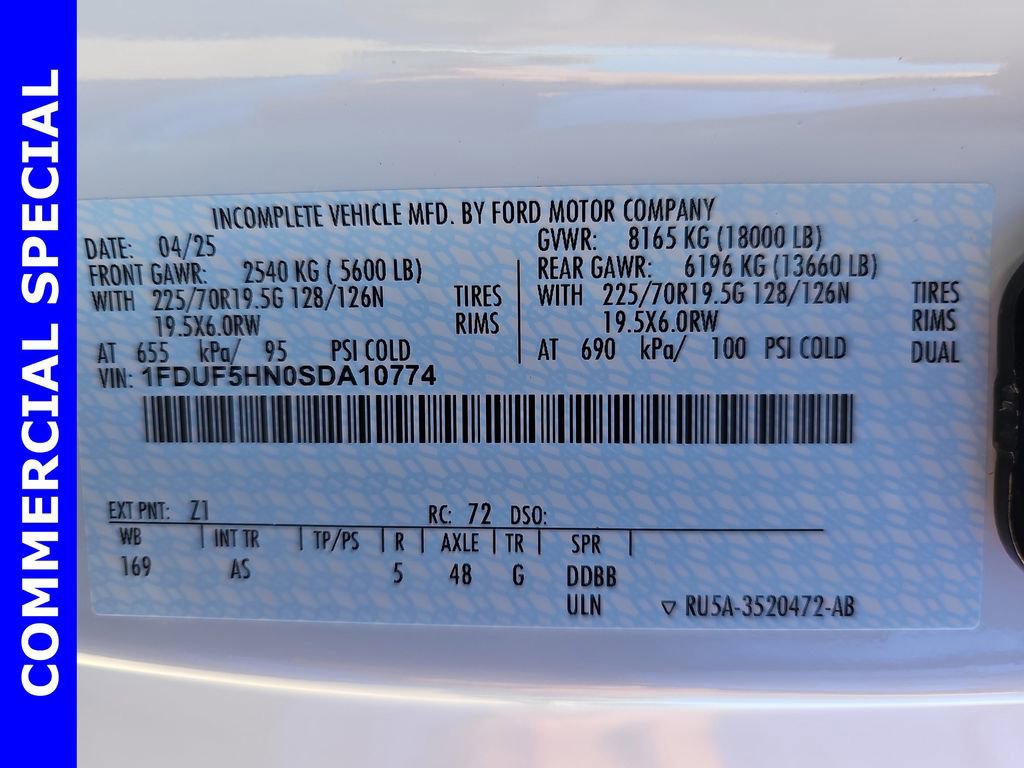 COMMERCIAL SPECIAL
INCOMPLETE VEHICLE MFD. BY FORD MOTOR COMPANY
DATE: 04/25 GVWR: 8165 KG (18000 LB)
FRONT GAWR: 2540 KG ( 5600 LB) REAR GAWR: 6196 KG (13660 LB)
WITH 225/70R19.5G 128/126N TIRES WITH 225/70R19.5G 128/126N TIRES
19.5X6.0RW RIMS 19.5X6.0RW RIMS
AT 655 kPa/ 95 PSI COLD AT 690 kPa/ 100 PSI COLD DUAL
VIN: 1FDUF5HN0SDA10774
EXT PNT: Z1 RC: 72 DSO:
WB INT TR TP/PS R AXLE TR SPR
169 AS 5 48 G DDBB
ULN ▽ RU5A-3520472-AB